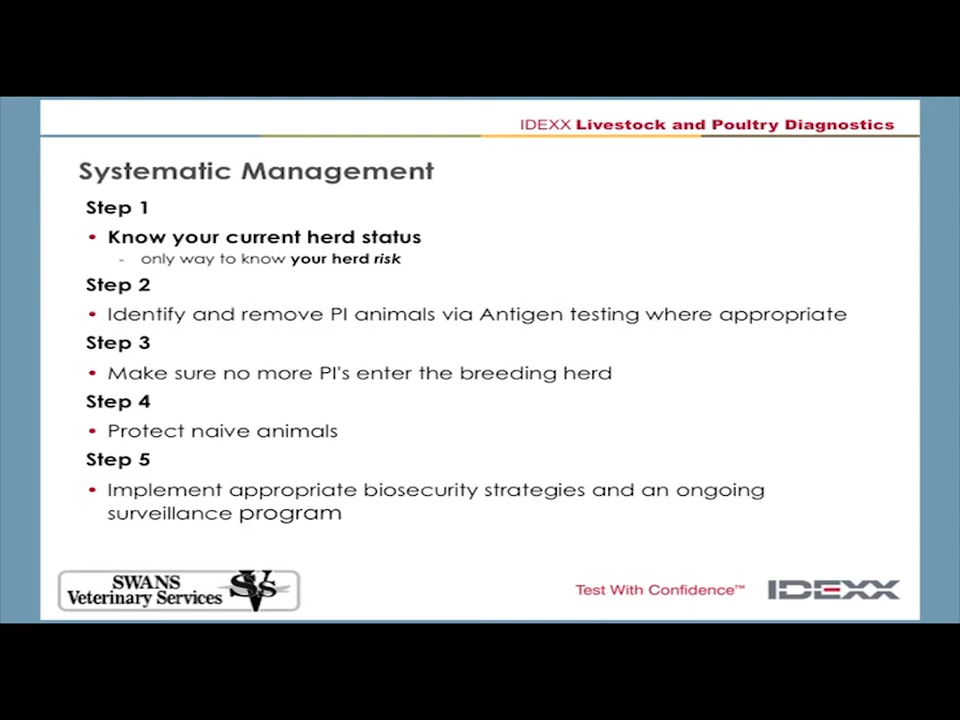 IDEXX Livestock and Poultry Diagnostics
Systematic Management
Step 1
• Know your current herd status
- only way to know your herd risk
Step 2
• Identify and remove PI animals via Antigen testing where appropriate
Step 3
• Make sure no more PI's enter the breeding herd
Step 4
• Protect naive animals
Step 5
• Implement appropriate biosecurity strategies and an ongoing
surveillance program
SWANS
Veterinary Services
SVS
Test With Confidence™
IDEXX